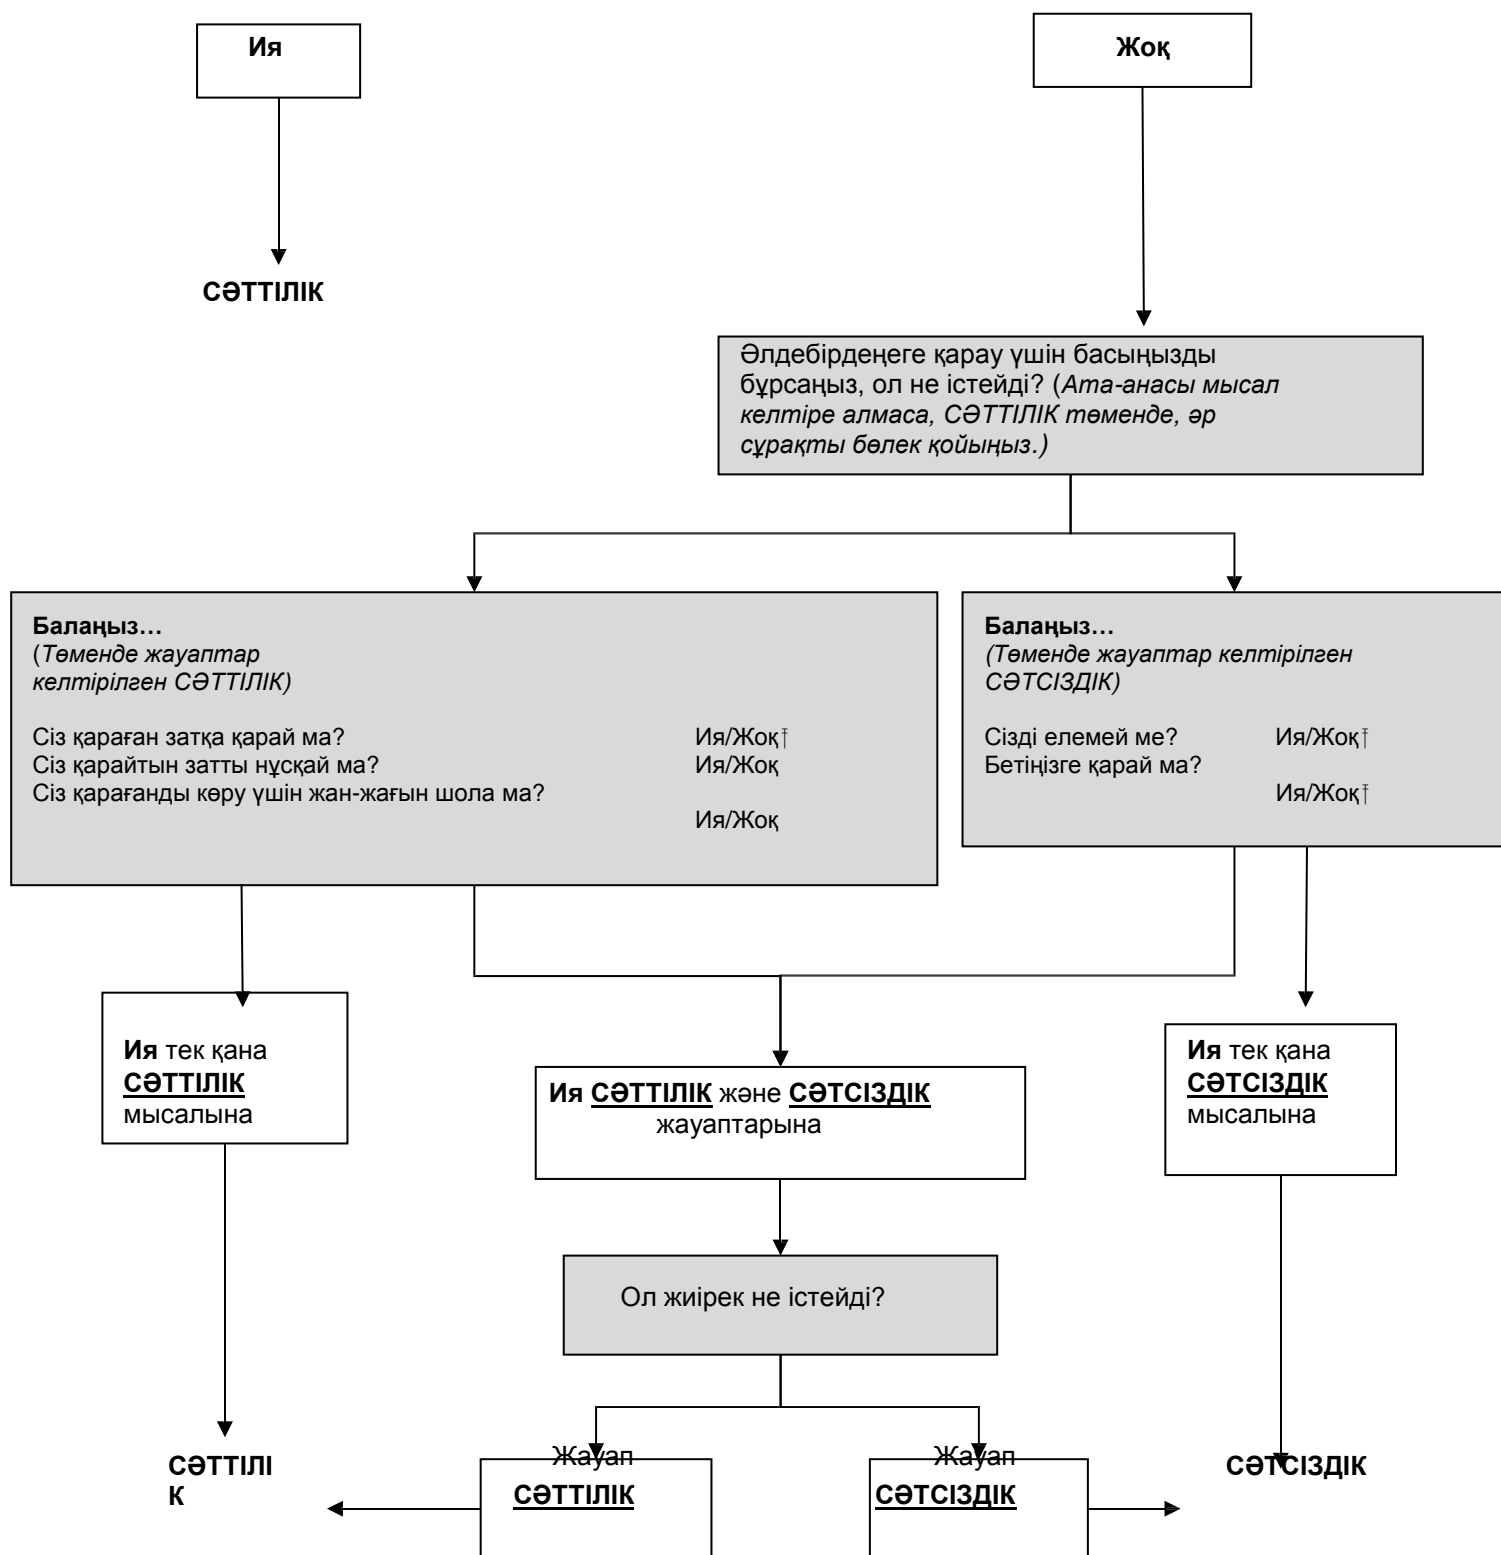 Ия
Жоқ
СӘТТІЛІК
Әлдебірдеңеге қарау үшін басыңызды
бұрсаңыз, ол не істейді? (Ата-анасы мысал
келтіре алмаса, СӘТТІЛІК төменде, әр
сұрақты бөлек қойыңыз.)
Балаңыз…
(Төменде жауаптар
келтірілген СӘТТІЛІК)
Сіз қараған затқа қарай ма? Ия/Жоқ†
Сіз қарайтын затты нұсқай ма? Ия/Жоқ
Сіз қарағанды көру үшін жан-жағын шола ма?
Ия/Жоқ
Балаңыз…
(Төменде жауаптар келтірілген
СӘТСІЗДІК)
Сізді елемей ме? Ия/Жоқ†
Бетіңізге қарай ма?
Ия/Жоқ†
Ия тек қана
СӘТТІЛІК
мысалына
Ия СӘТТІЛІК және СӘТСІЗДІК
жауаптарына
Ия тек қана
СӘТСІЗДІК
мысалына
Ол жиірек не істейді?
СӘТТІЛІ
К
Жауап
СӘТТІЛІК
Жауап
СӘТСІЗДІК
СӘТСІЗДІК